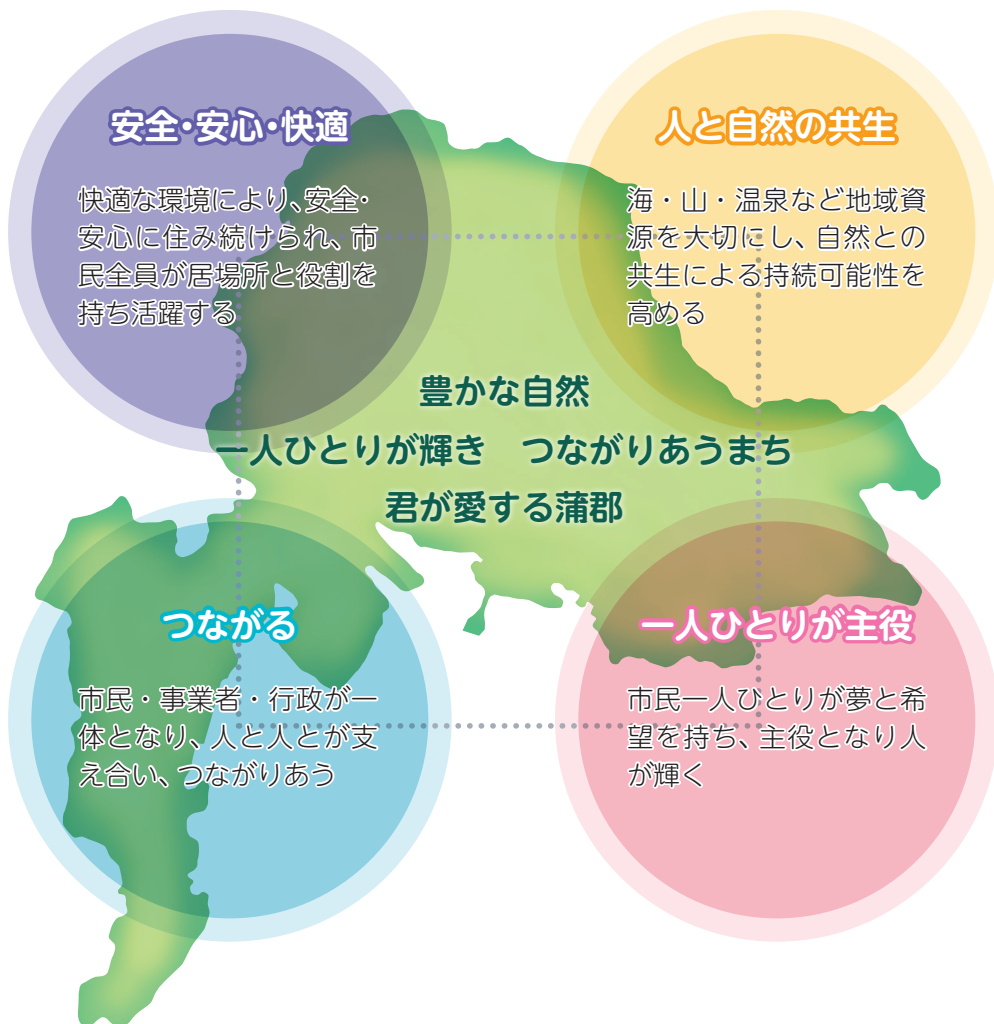 安全・安心・快適
快適な環境により、安全・
安心に住み続けられ、市
民全員が居場所と役割を
持ち活躍する
人と自然の共生
海・山・温泉など地域資
源を大切にし、自然との
共生による持続可能性を
高める
豊かな自然
一人ひとりが輝き　つながりあうまち
君が愛する蒲郡
つながる
市民・事業者・行政が一
体となり、人と人とが支
え合い、つながりあう
一人ひとりが主役
市民一人ひとりが夢と希
望を持ち、主役となり人
が輝く